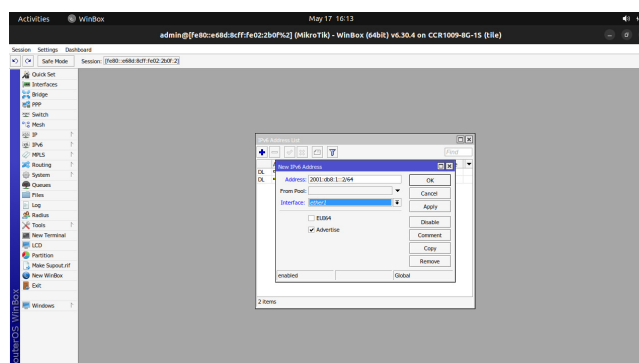 Activities WinBox May 17 16:13
admin@[fe80::e68d:8cff:fe02:2b0f%2] (MikroTik) - WinBox (64bit) v6.30.4 on CCR1009-8G-1S (tile)
Session Settings Dashboard
Safe Mode Session: [fe80::e68d:8cff:fe02:2b0f:2]
Quick Set
Interfaces
Bridge
PPP
Switch
Mesh
IP
IPv6
MPLS
Routing
System
Queues
Files
Log
Radius
Tools
New Terminal
LCD
Partition
Make Supout.rif
New WinBox
Exit
Windows
outerOS WinBox
IPv6 Address List
Find
DL
DL
New IPv6 Address
Address: 2001:db8:1::2/64
From Pool:
Interface: ether1
EUI64
Advertise
OK
Cancel
Apply
Disable
Comment
Copy
Remove
enabled Global
2 items